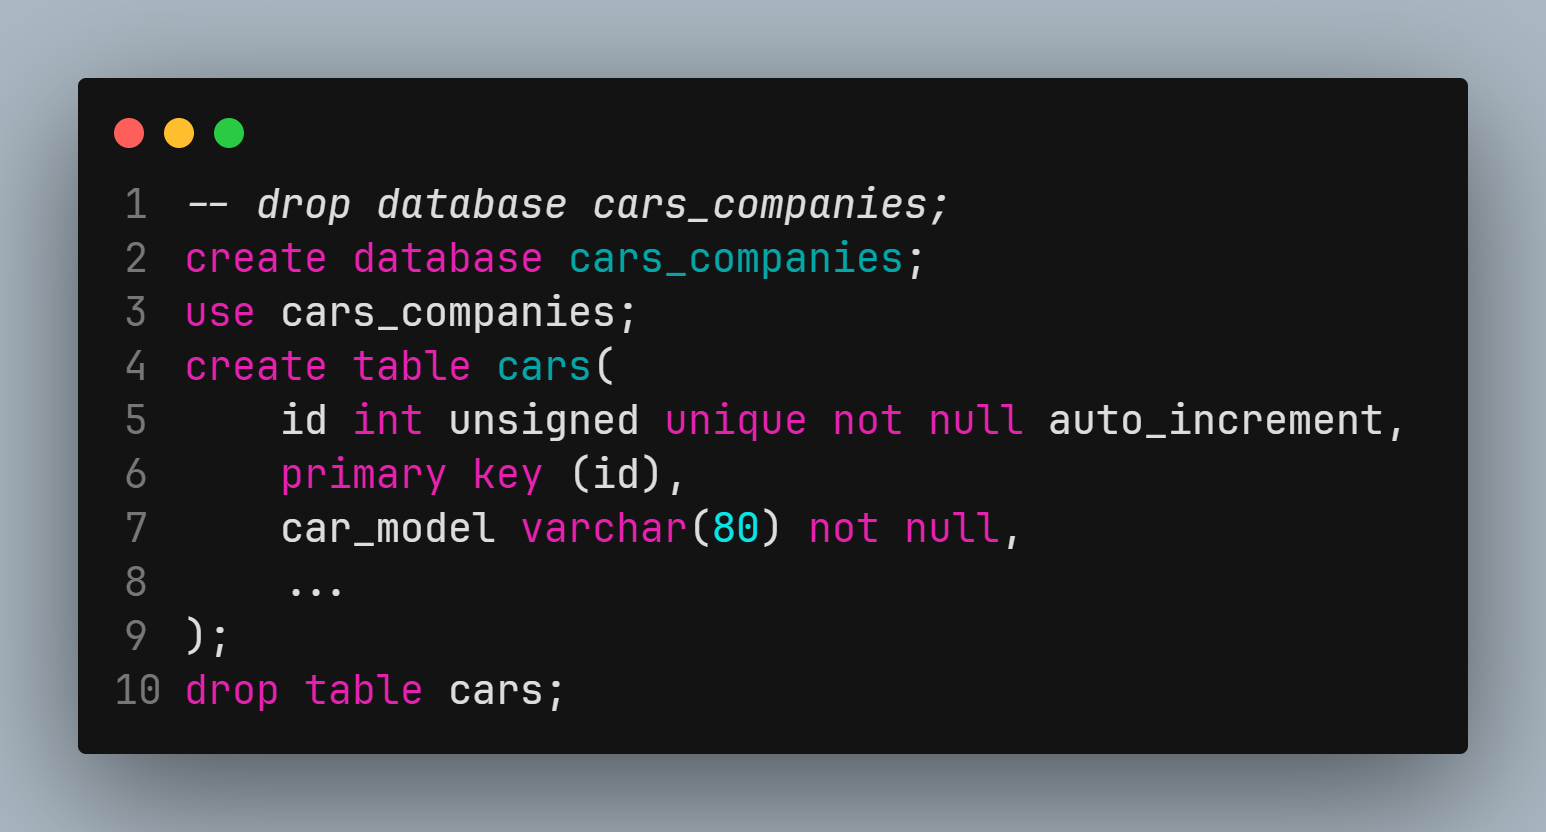 1 -- drop database cars_companies;
2 create database cars_companies;
3 use cars_companies;
4 create table cars(
5     id int unsigned unique not null auto_increment,
6     primary key (id),
7     car_model varchar(80) not null,
8     ...
9 );
10 drop table cars;